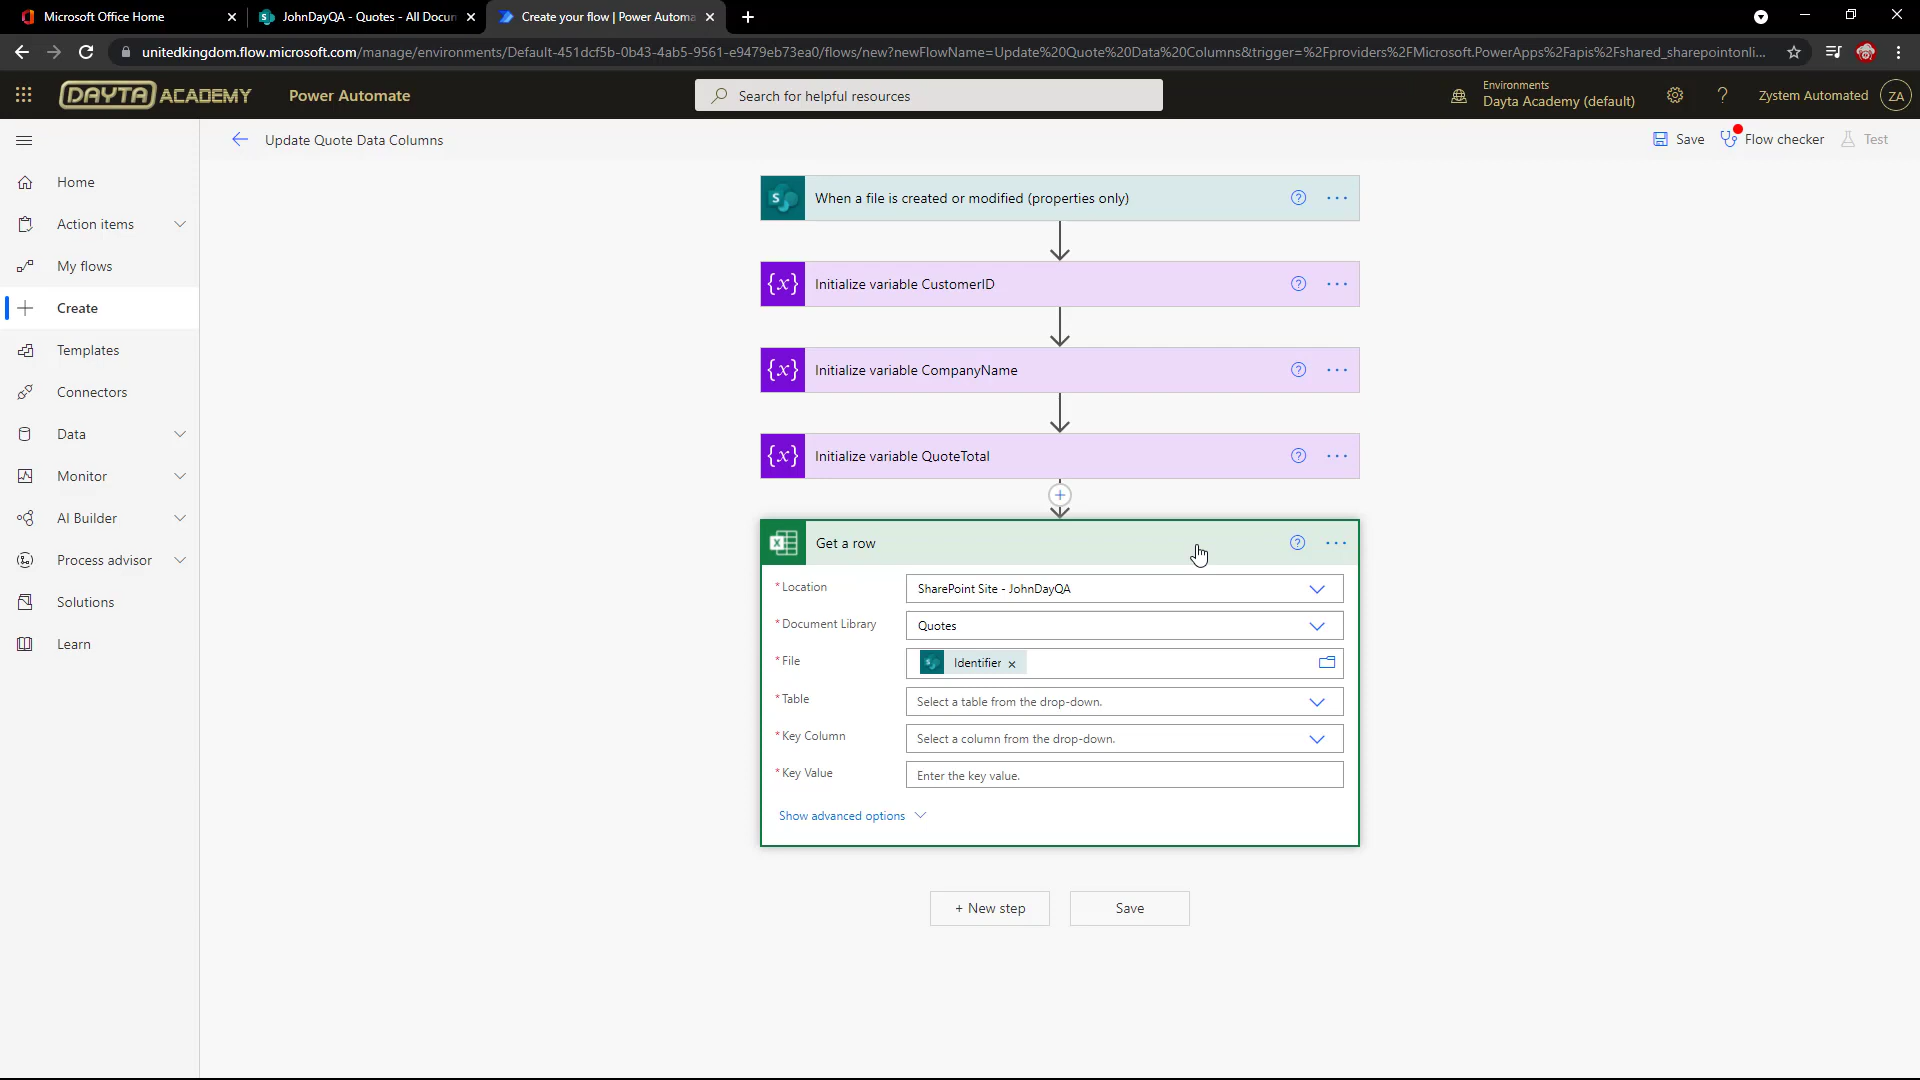 Microsoft Office Home
JohnDayQA - Quotes - All Docum
Create your flow | Power Automa
unitedkingdom.flow.microsoft.com/manage/environments/Default-451dcf5b-0b43-4ab5-9561-e9479eb73ea0/flows/new?newFlowName=Update%20Quote%20Data%20Columns&trigger=%2Fproviders%2FMicrosoft.PowerApps%2Fapis%2Fshared_sharepointonli...
DAYTA ACADEMY
Power Automate
Search for helpful resources
Environments
Dayta Academy (default)
?
Zystem Automated
ZA
Update Quote Data Columns
Save
Flow checker
Test
Home
Action items
My flows
Create
Templates
Connectors
Data
Monitor
AI Builder
Process advisor
Solutions
Learn
When a file is created or modified (properties only)
{x} Initialize variable CustomerID
{x} Initialize variable CompanyName
{x} Initialize variable QuoteTotal
Get a row
* Location
SharePoint Site - JohnDayQA
* Document Library
Quotes
* File
Identifier ×
* Table
Select a table from the drop-down.
* Key Column
Select a column from the drop-down.
* Key Value
Enter the key value.
Show advanced options
+ New step
Save